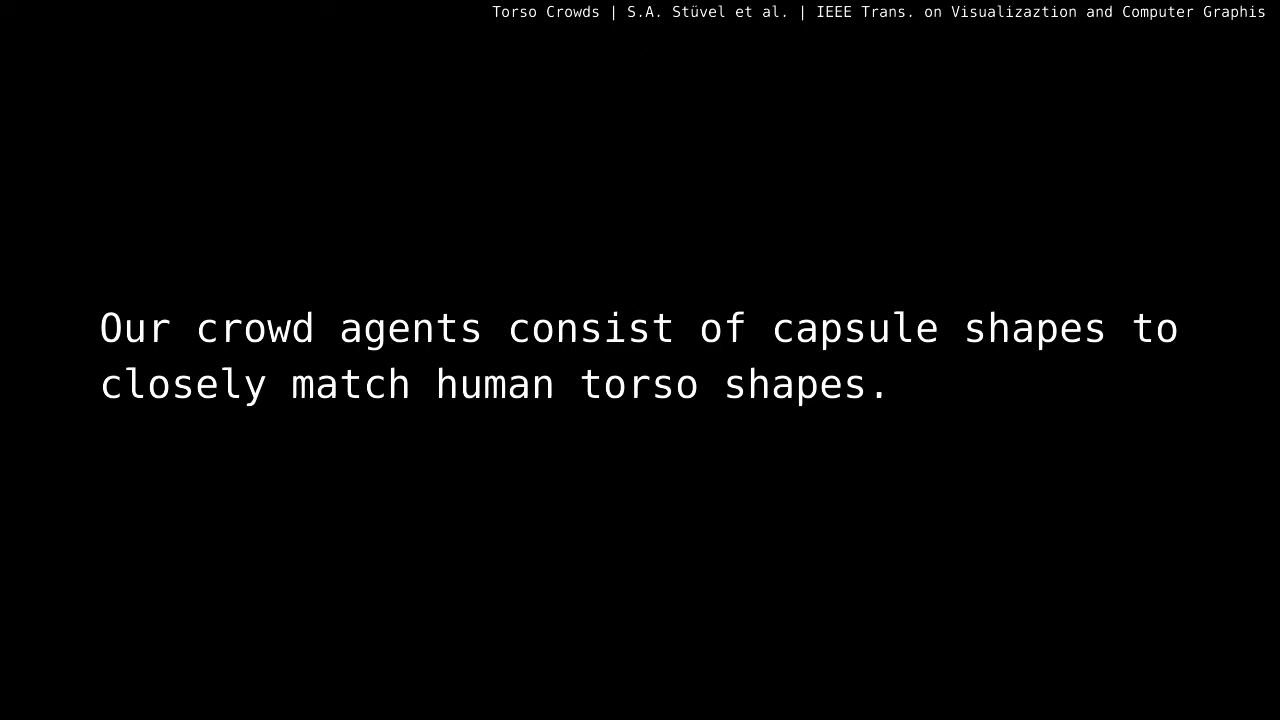 Torso Crowds | S.A. Stüvel et al. | IEEE Trans. on Visualizaztion and Computer Graphis
Our crowd agents consist of capsule shapes to
closely match human torso shapes.